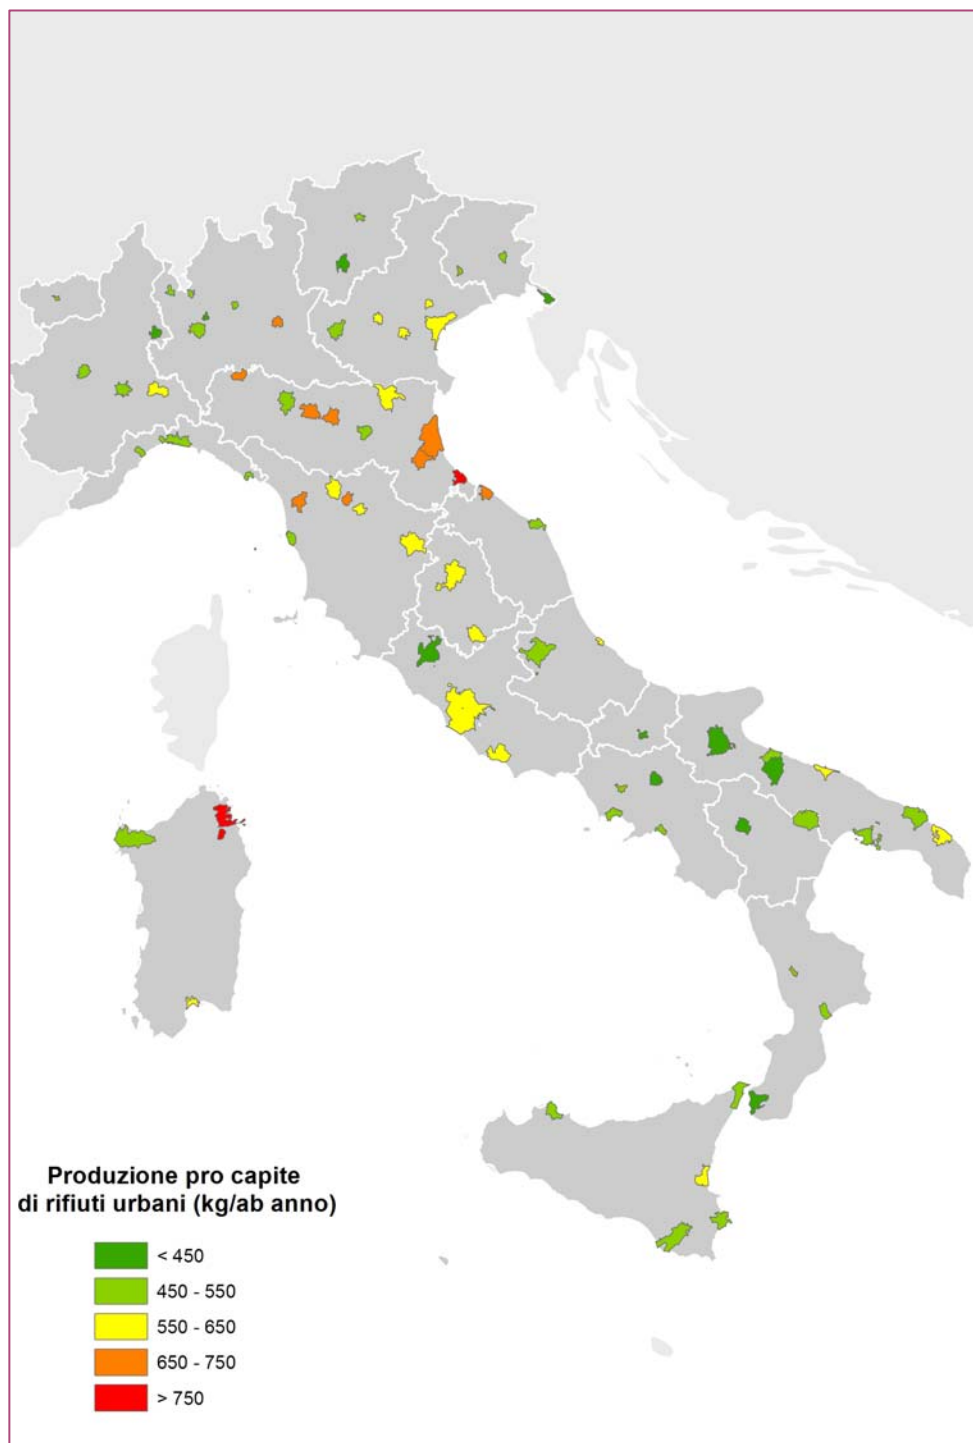 Produzione pro capite
di rifiuti urbani (kg/ab anno)
< 450
450 - 550
550 - 650
650 - 750
> 750